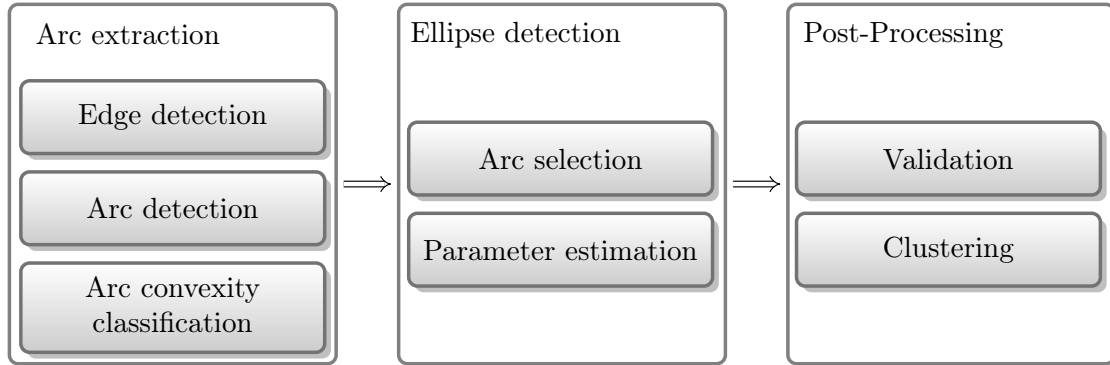 Arc extraction
Edge detection
Arc detection
Arc convexity
classification
Ellipse detection
Arc selection
Parameter estimation
Post-Processing
Validation
Clustering